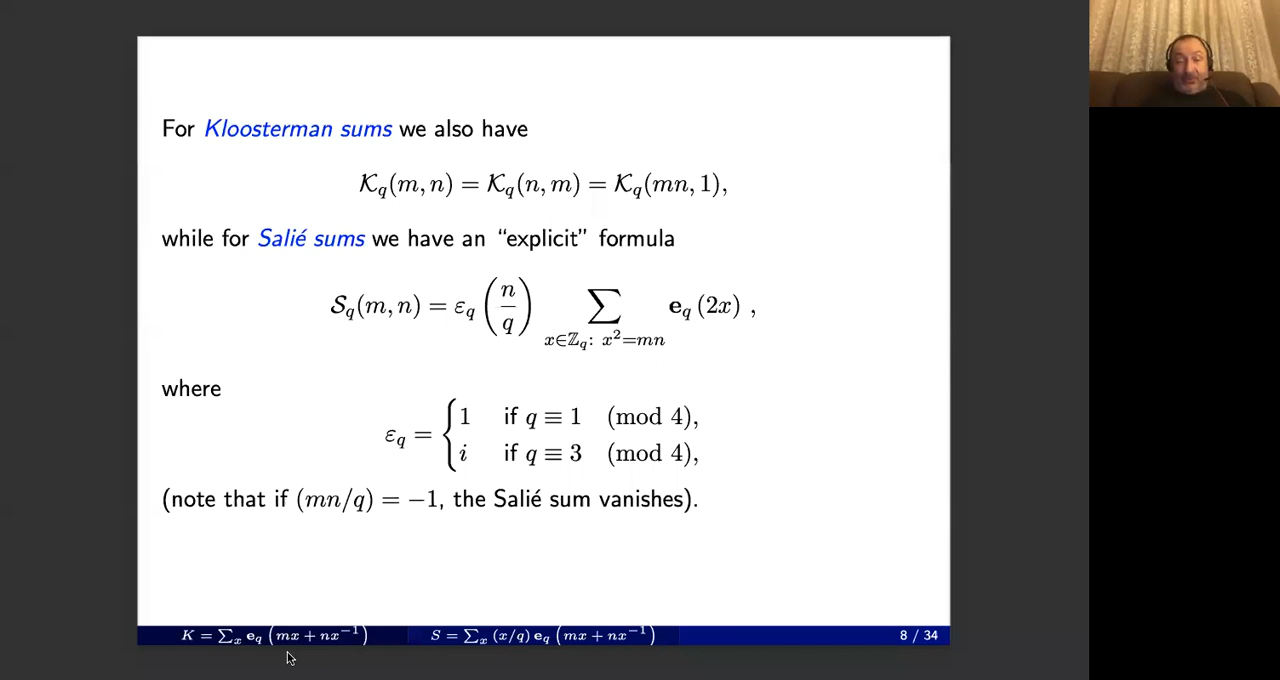 For Kloosterman sums we also have
𝒦_q(m, n) = 𝒦_q(n, m) = 𝒦_q(mn, 1),
while for Salié sums we have an “explicit” formula
𝒮_q(m, n) = ε_q (n/q) ∑_{x∈ℤ_q: x²=mn} e_q (2x) ,
where
ε_q = { 1 if q ≡ 1 (mod 4),
i if q ≡ 3 (mod 4),
(note that if (mn/q) = −1, the Salié sum vanishes).
K = ∑_x e_q (mx + nx⁻¹) S = ∑_x (x/q) e_q (mx + nx⁻¹) 8 / 34